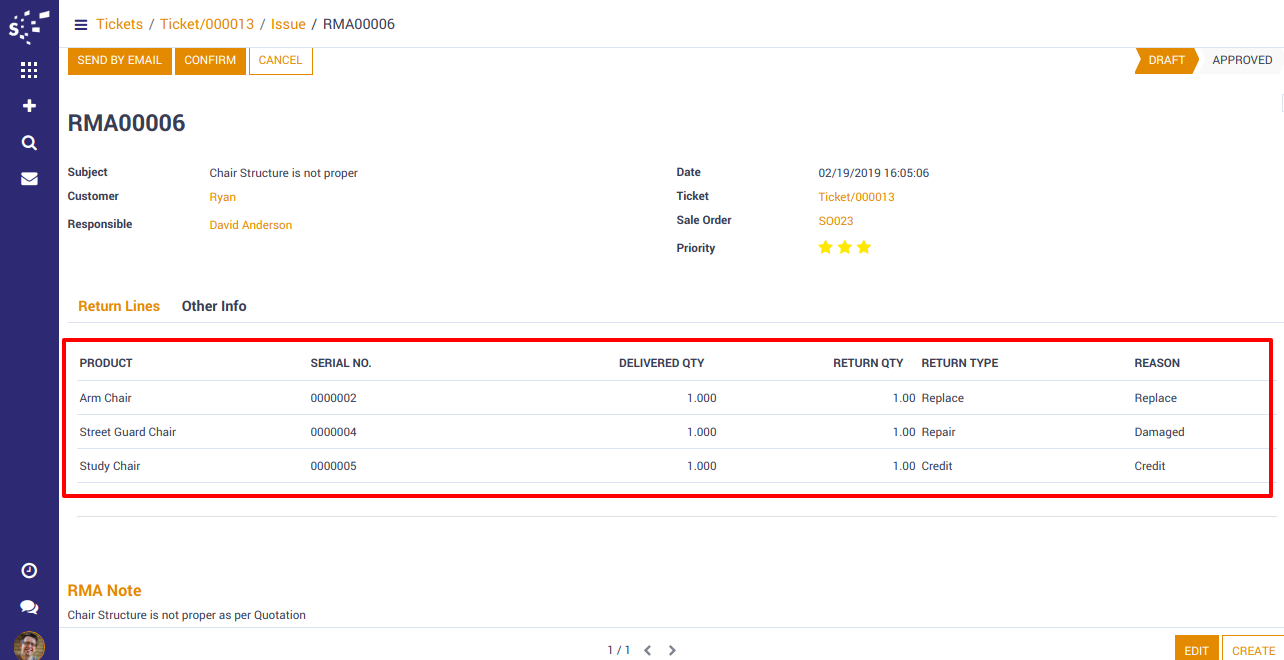 Tickets / Ticket/000013 / Issue / RMA00006
SEND BY EMAIL CONFIRM CANCEL DRAFT APPROVED
RMA00006
Subject Chair Structure is not proper Date 02/19/2019 16:05:06
Customer Ryan Ticket Ticket/000013
Responsible David Anderson Sale Order SO023
Priority
Return Lines Other Info
PRODUCT SERIAL NO. DELIVERED QTY RETURN QTY RETURN TYPE REASON
Arm Chair 0000002 1.000 1.00 Replace Replace
Street Guard Chair 0000004 1.000 1.00 Repair Damaged
Study Chair 0000005 1.000 1.00 Credit Credit
RMA Note
Chair Structure is not proper as per Quotation
1 / 1 EDIT CREATE